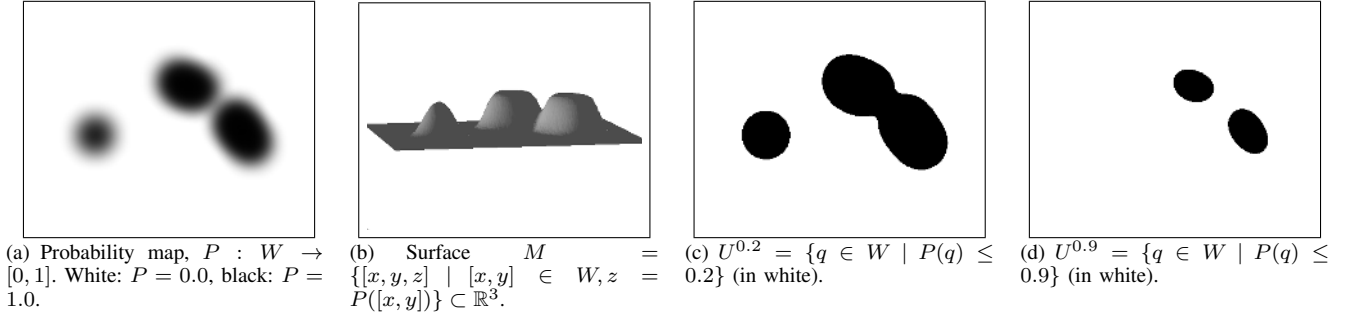 (a) Probability map, P : W →
[0, 1]. White: P = 0.0, black: P =
1.0.
(b) Surface M =
{[x, y, z] | [x, y] ∈ W, z =
P([x, y])} ⊂ ℝ³.
(c) U^{0.2} = {q ∈ W | P(q) ≤
0.2} (in white).
(d) U^{0.9} = {q ∈ W | P(q) ≤
0.9} (in white).